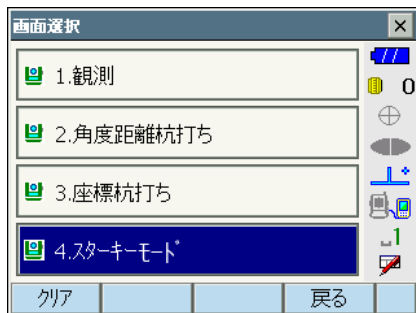 画面選択
1.観測
0
2.角度距離杭打ち
3.座標杭打ち
4.ｽﾀｰｷｰﾓｰﾄﾞ
1
クリア 戻る